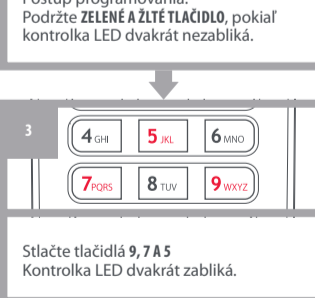 Postup programovania:
Podržte ZELENÉ A ŽLTÉ TLAČIDLO, pokiaľ
kontrolka LED dvakrát nezabliká.
3
4 GHI 5 JKL 6 MNO
7 PQRS 8 TUV 9 WXYZ
Stlačte tlačidlá 9, 7 A 5
Kontrolka LED dvakrát zabliká.